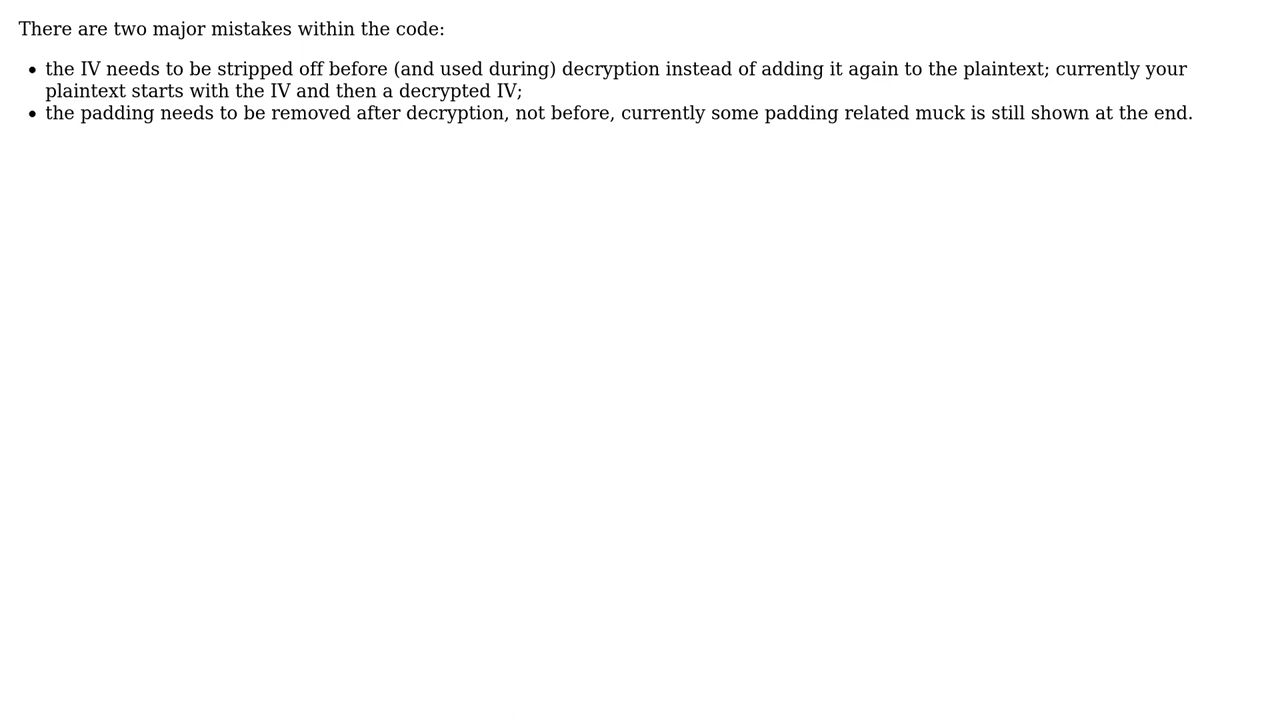 There are two major mistakes within the code:
• the IV needs to be stripped off before (and used during) decryption instead of adding it again to the plaintext; currently your
plaintext starts with the IV and then a decrypted IV;
• the padding needs to be removed after decryption, not before, currently some padding related muck is still shown at the end.